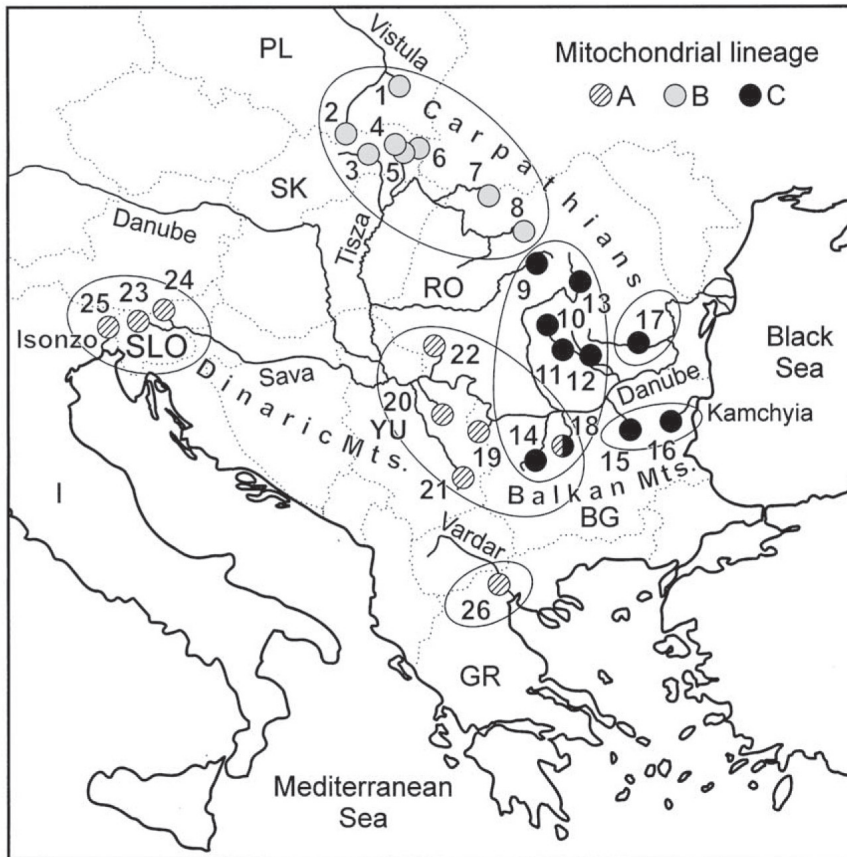 PL
Vistula
Mitochondrial lineage
A B C
1
2
4
3
5
6
7
8
Carpathians
SK
Danube
Tisza
RO
9
13
10
17
11
12
24
23
25
Isonzo
SLO
Sava
Dinaric Mts.
22
20
YU
19
21
14
18
Danube
Black
Sea
Kamchyia
15
16
Balkan Mts.
BG
I
Vardar
26
GR
Mediterranean
Sea